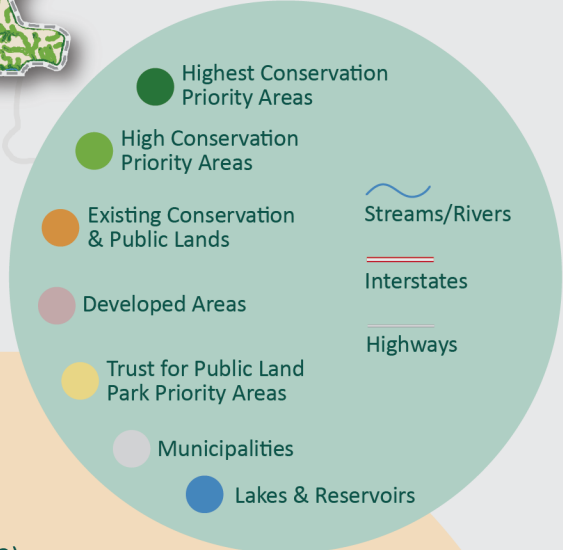 Highest Conservation
Priority Areas
High Conservation
Priority Areas
Existing Conservation
& Public Lands
Developed Areas
Trust for Public Land
Park Priority Areas
Municipalities
Lakes & Reservoirs
Streams/Rivers
Interstates
Highways